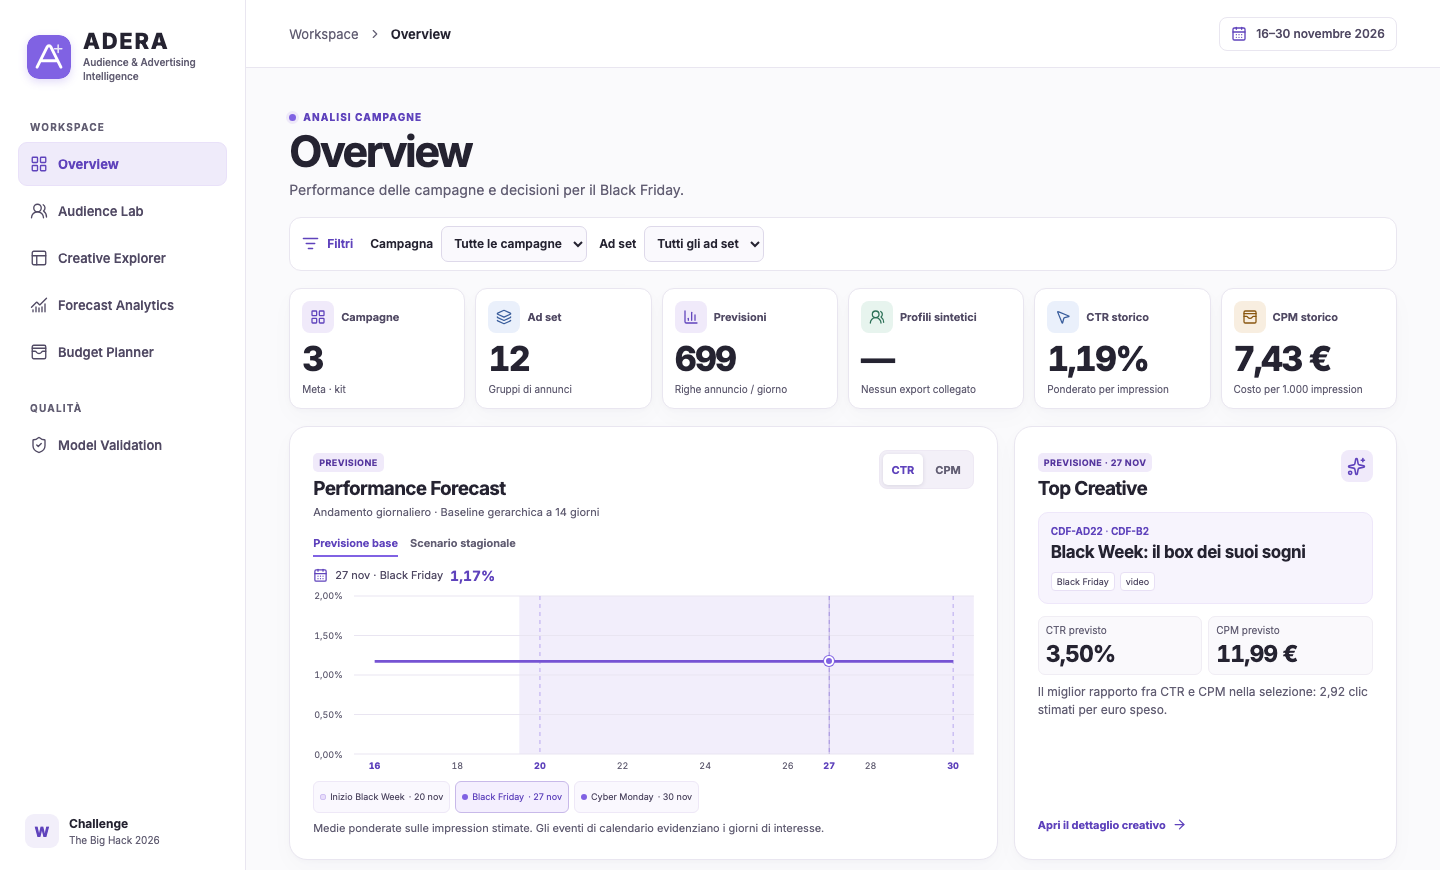 ADERA
Audience & Advertising
Intelligence
WORKSPACE
Overview
Audience Lab
Creative Explorer
Forecast Analytics
Budget Planner
QUALITÀ
Model Validation
W
Challenge
The Big Hack 2026
Workspace > Overview
16–30 novembre 2026
ANALISI CAMPAGNE
Overview
Performance delle campagne e decisioni per il Black Friday.
Filtri Campagna Tutte le campagne Ad set Tutti gli ad set
Campagne
3
Meta · kit
Ad set
12
Gruppi di annunci
Previsioni
699
Righe annuncio / giorno
Profili sintetici
—
Nessun export collegato
CTR storico
1,19%
Ponderato per impression
CPM storico
7,43 €
Costo per 1.000 impression
PREVISIONE
Performance Forecast
Andamento giornaliero · Baseline gerarchica a 14 giorni
CTR CPM
Previsione base Scenario stagionale
27 nov · Black Friday 1,17%
2,00%
1,50%
1,00%
0,50%
0,00%
16 18 20 22 24 26 27 28 30
Inizio Black Week · 20 nov Black Friday · 27 nov Cyber Monday · 30 nov
Medie ponderate sulle impression stimate. Gli eventi di calendario evidenziano i giorni di interesse.
PREVISIONE · 27 NOV
Top Creative
CDF-AD22 · CDF-B2
Black Week: il box dei suoi sogni
Black Friday video
CTR previsto
3,50%
CPM previsto
11,99 €
Il miglior rapporto fra CTR e CPM nella selezione: 2,92 clic
stimati per euro speso.
Apri il dettaglio creativo